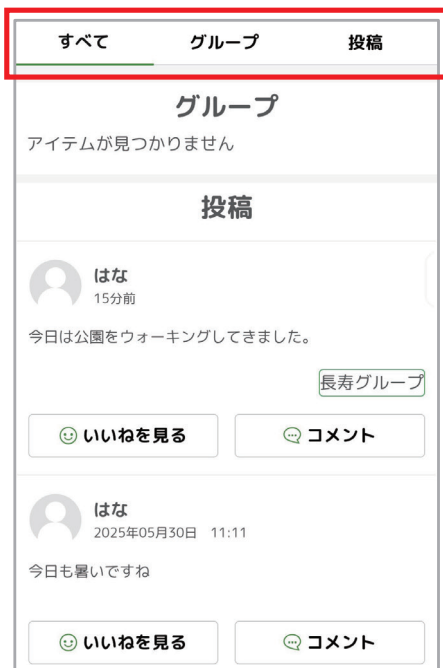 すべて グループ 投稿
グループ
アイテムが見つかりません
投稿
はな
15分前
今日は公園をウォーキングしてきました。
長寿グループ
いいねを見る コメント
はな
2025年05月30日 11:11
今日も暑いですね
いいねを見る コメント